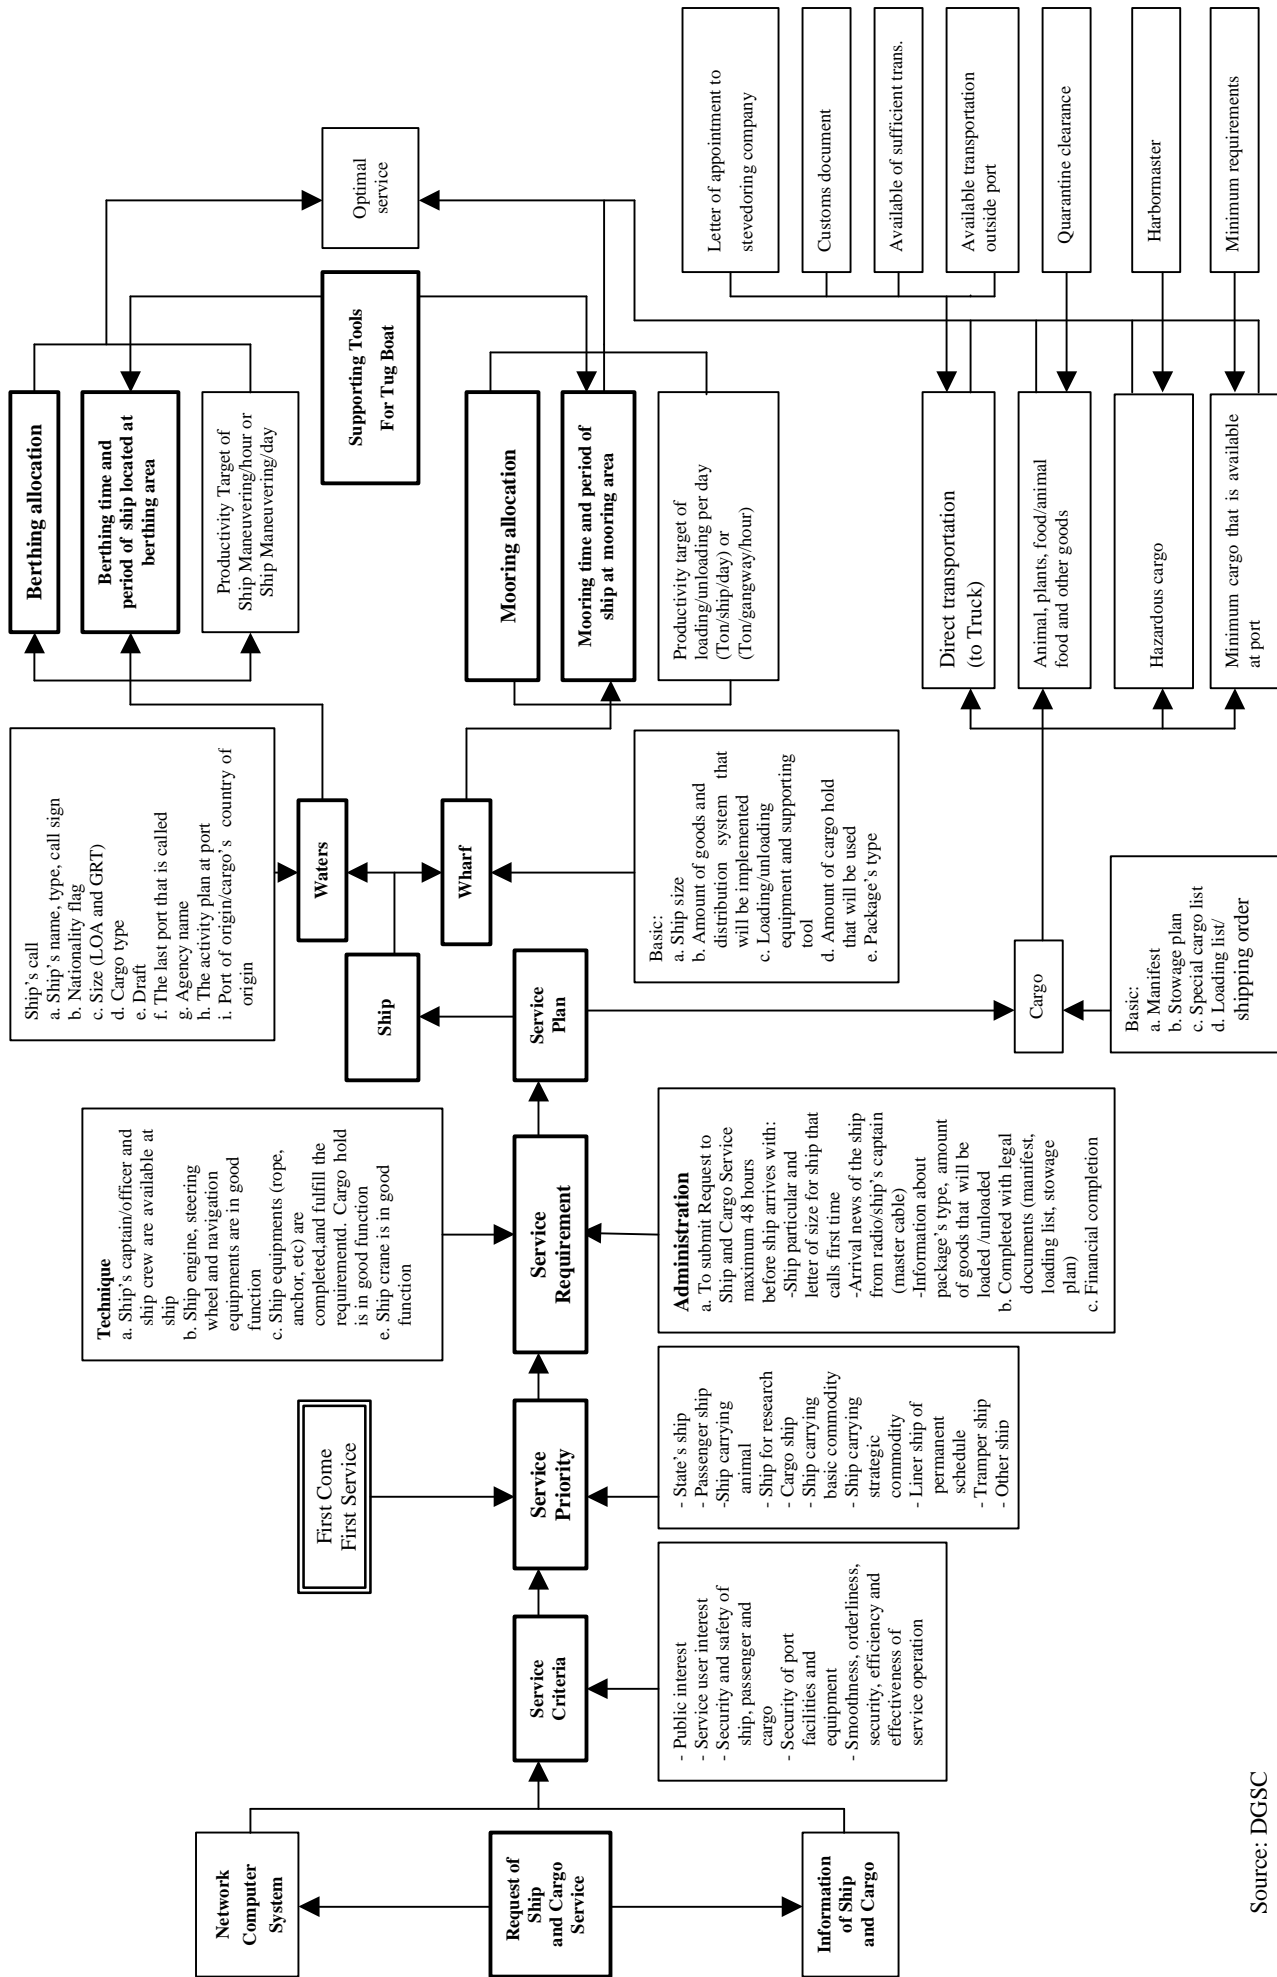 Network
Computer
System
Request of
Ship
and Cargo
Service
Information
of Ship
and Cargo
Service
Criteria
- Public interest
- Service user interest
- Security and safety of
ship, passenger and
cargo
- Security of port
facilities and
equipment
- Smoothness, orderliness,
security, efficiency and
effectiveness of
service operation
First Come
First Service
Service
Priority
- State's ship
- Passenger ship
-Ship carrying
animal
- Ship for research
- Cargo ship
- Ship carrying
basic commodity
- Ship carrying
strategic
commodity
- Liner ship of
permanent
schedule
- Tramper ship
- Other ship
Technique
a. Ship's captain/officer and
ship crew are available at
ship
b. Ship engine, steering
wheel and navigation
equipments are in good
function
c. Ship equipments (rope,
anchor, etc) are
completed,and fulfill the
requirementd. Cargo hold
is in good function
e. Ship crane is in good
function
Service
Requirement
Administration
a. To submit Request to
Ship and Cargo Service
maximum 48 hours
before ship arrives with:
-Ship particular and
letter of size for ship that
calls first time
-Arrival news of the ship
from radio/ship's captain
(master cable)
-Information about
package's type, amount
of goods that will be
loaded /unloaded
b. Completed with legal
documents (manifest,
loading list, stowage
plan)
c. Financial completion
Ship
Service
Plan
Cargo
Basic:
a. Manifest
b. Stowage plan
c. Special cargo list
d. Loading list/
shipping order
Ship's call
a. Ship's name, type, call sign
b. Nationality flag
c. Size (LOA and GRT)
d. Cargo type
e. Draft
f. The last port that is called
g. Agency name
h. The activity plan at port
i. Port of origin/cargo's country of
origin
Waters
Wharf
Basic:
a. Ship size
b. Amount of goods and
distribution system that
will be implemented
c. Loading/unloading
equipment and supporting
tool
d. Amount of cargo hold
that will be used
e. Package's type
Berthing allocation
Berthing time and
period of ship located at
berthing area
Productivity Target of
Ship Maneuvering/hour or
Ship Maneuvering/day
Supporting Tools
For Tug Boat
Mooring allocation
Mooring time and period of
ship at mooring area
Productivity target of
loading/unloading per day
(Ton/ship/day) or
(Ton/gangway/hour)
Direct transportation
(to Truck)
Animal, plants, food/animal
food and other goods
Hazardous cargo
Minimum cargo that is available
at port
Optimal
service
Letter of appointment to
stevedoring company
Customs document
Available of sufficient trans.
Available transportation
outside port
Quarantine clearance
Harbormaster
Minimum requirements
Source: DGSC